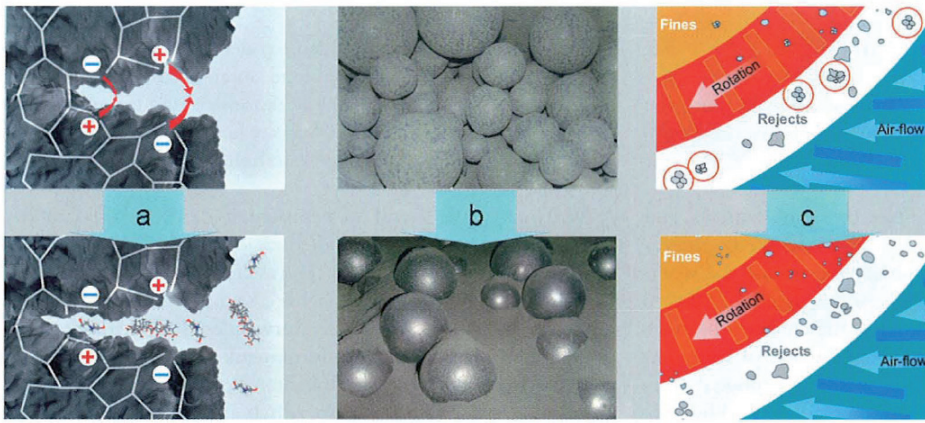 Fines
Rotation
Rejects
Air-flow
a
b
c
Fines
Rotation
Rejects
Air-flow